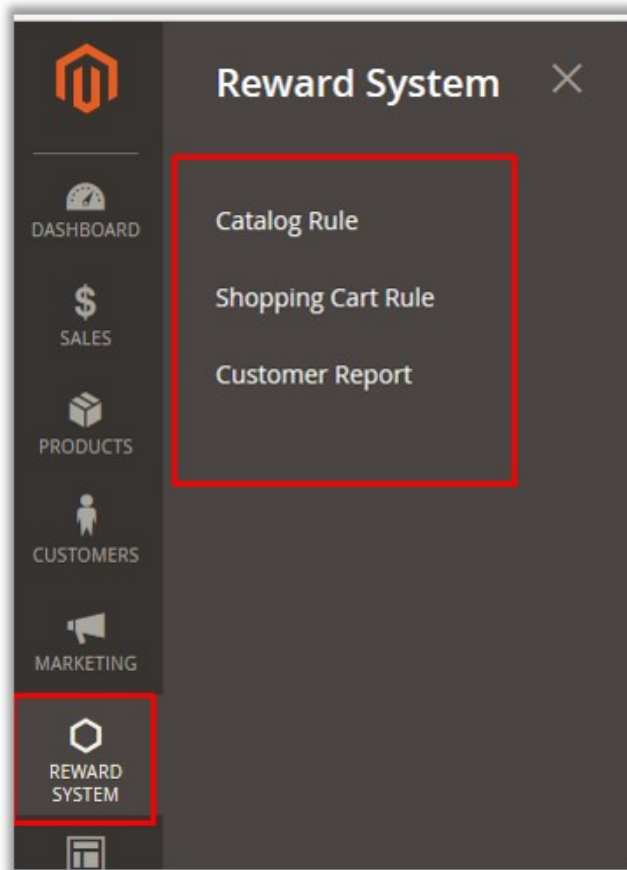 Reward System
Catalog Rule
Shopping Cart Rule
Customer Report
DASHBOARD
SALES
PRODUCTS
CUSTOMERS
MARKETING
REWARD
SYSTEM